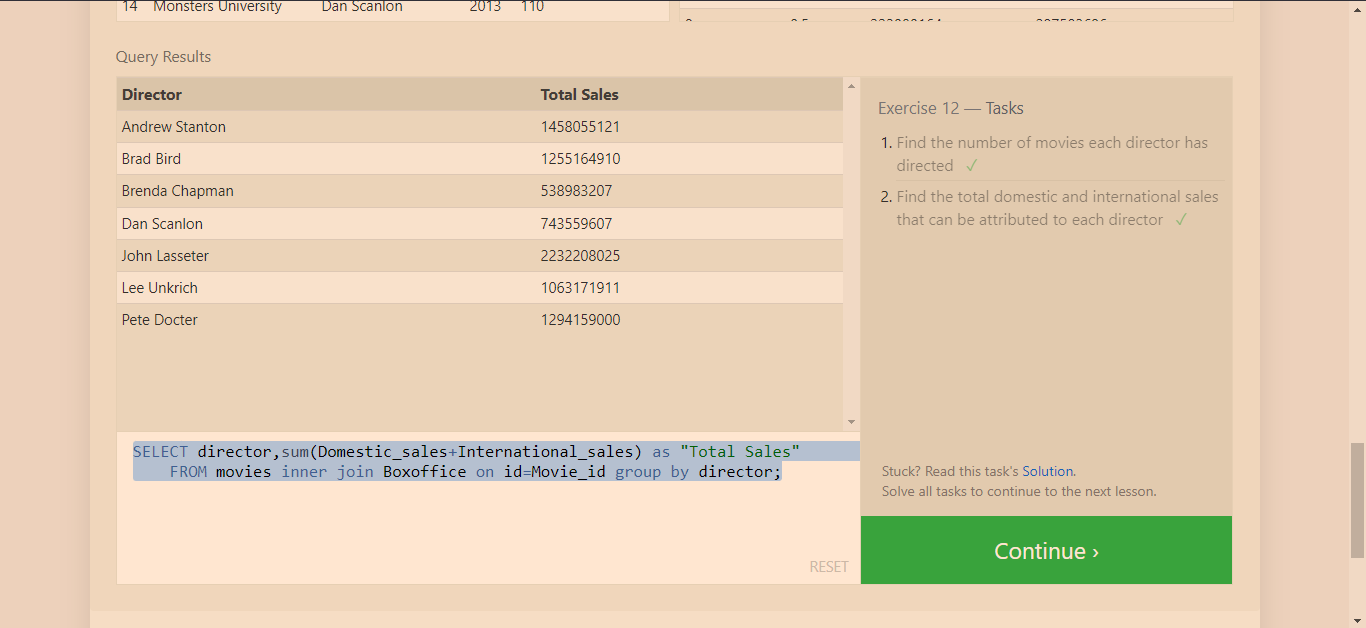 14 Monsters University Dan Scanlon 2013 110
Query Results
Director Total Sales
Andrew Stanton 1458055121
Brad Bird 1255164910
Brenda Chapman 538983207
Dan Scanlon 743559607
John Lasseter 2232208025
Lee Unkrich 1063171911
Pete Docter 1294159000
SELECT director,sum(Domestic_sales+International_sales) as "Total Sales"
FROM movies inner join Boxoffice on id=Movie_id group by director;
RESET
Exercise 12 — Tasks
1. Find the number of movies each director has
directed ✓
2. Find the total domestic and international sales
that can be attributed to each director ✓
Stuck? Read this task's Solution.
Solve all tasks to continue to the next lesson.
Continue ›